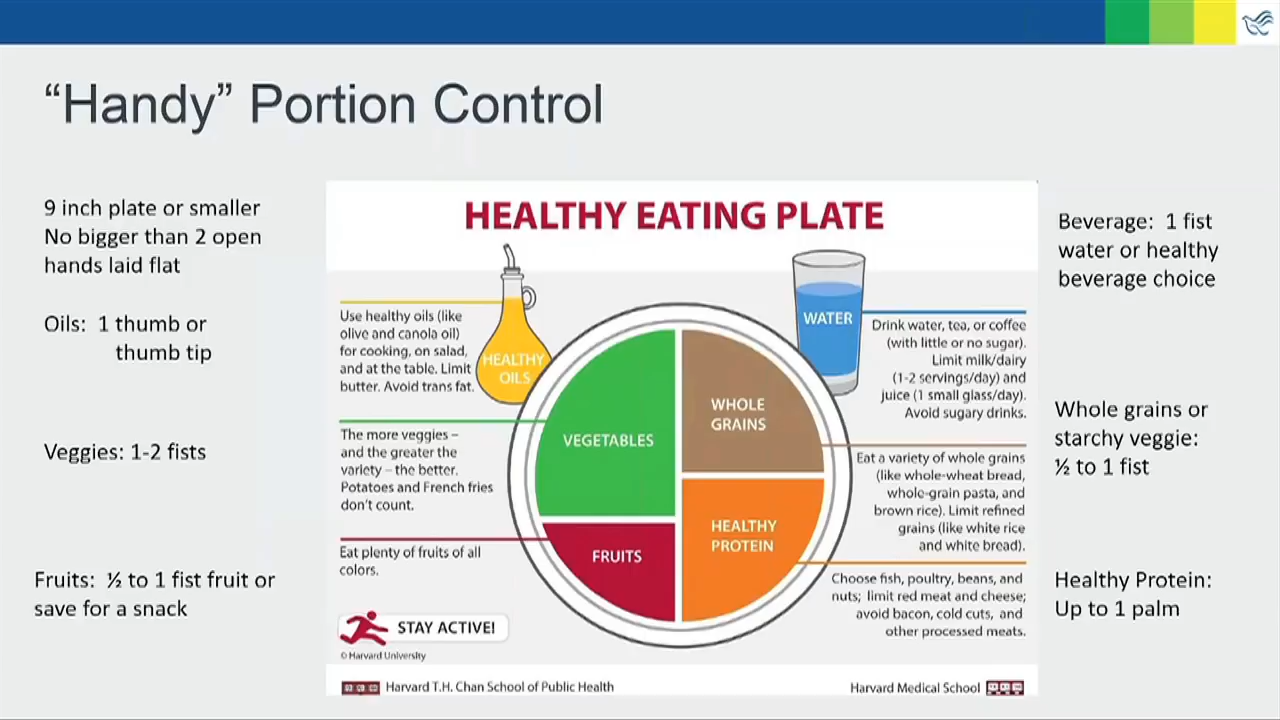 “Handy” Portion Control
9 inch plate or smaller
No bigger than 2 open
hands laid flat
Oils: 1 thumb or
thumb tip
Veggies: 1-2 fists
Fruits: ½ to 1 fist fruit or
save for a snack
HEALTHY EATING PLATE
Use healthy oils (like
olive and canola oil)
for cooking, on salad,
and at the table. Limit
butter. Avoid trans fat.
HEALTHY
OILS
The more veggies –
and the greater the
variety – the better.
Potatoes and French fries
don’t count.
Eat plenty of fruits of all
colors.
STAY ACTIVE!
© Harvard University
VEGETABLES
FRUITS
WHOLE
GRAINS
HEALTHY
PROTEIN
WATER
Drink water, tea, or coffee
(with little or no sugar).
Limit milk/dairy
(1-2 servings/day) and
juice (1 small glass/day).
Avoid sugary drinks.
Eat a variety of whole grains
(like whole-wheat bread,
whole-grain pasta, and
brown rice). Limit refined
grains (like white rice
and white bread).
Choose fish, poultry, beans, and
nuts; limit red meat and cheese;
avoid bacon, cold cuts, and
other processed meats.
Harvard T.H. Chan School of Public Health
Harvard Medical School
Beverage: 1 fist
water or healthy
beverage choice
Whole grains or
starchy veggie:
½ to 1 fist
Healthy Protein:
Up to 1 palm